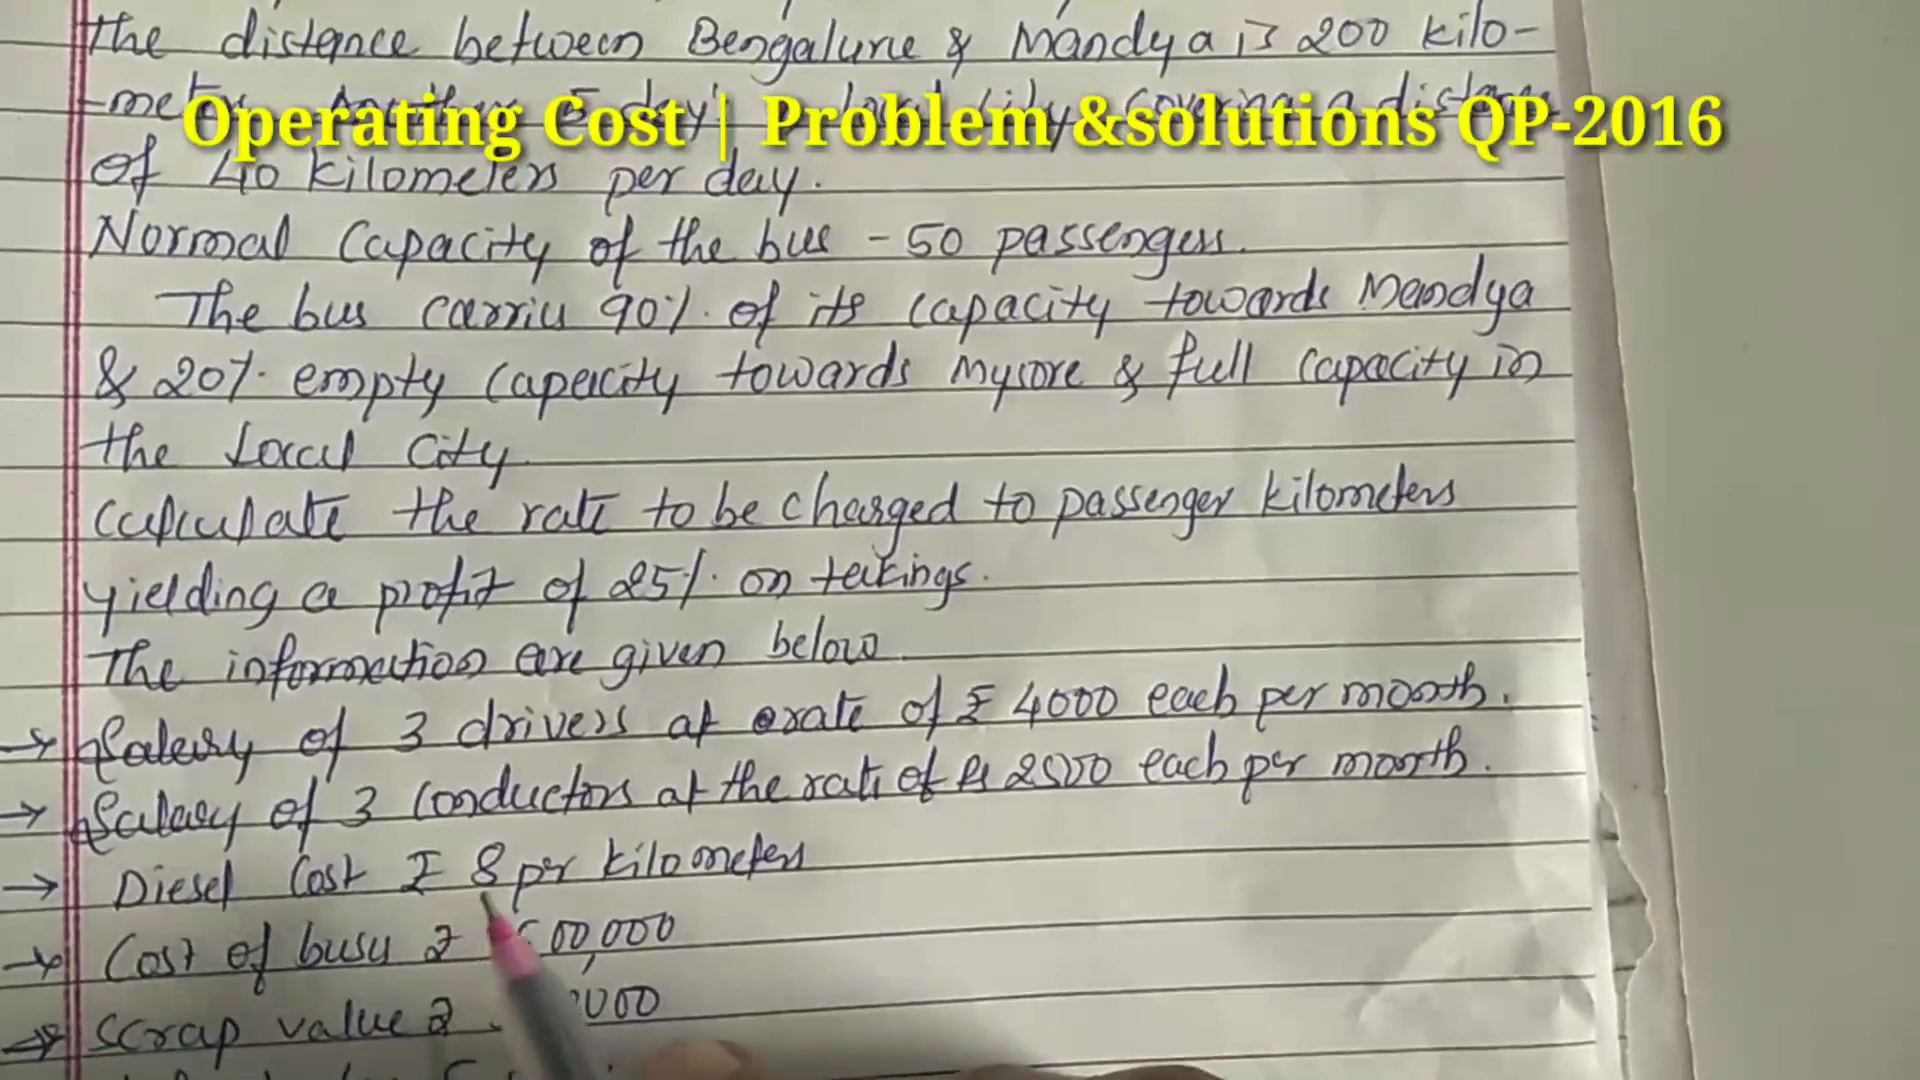 The distance between Bengalure & Mandya is 200 kilo-
Operating Cost | Problem &solutions QP-2016
of 40 kilometers per day.
Normal Capacity of the bus - 50 passengers.
The bus carries 90% of its capacity towards Mandya
& 20% empty capacity towards Mysore & full capacity in
the Local City
Calculate the rate to be charged to passenger kilometers
yielding a profit of 25% on takings.
The information are given below
→ Salary of 3 drivers at rate of ₹ 4000 each per month.
→ Salary of 3 Conductors at the rate of Rs each per month.
→ Diesel Cost ₹ 8 per kilometers
→ Cost of buses ₹ 00,000
→ Scrap value ₹ 000